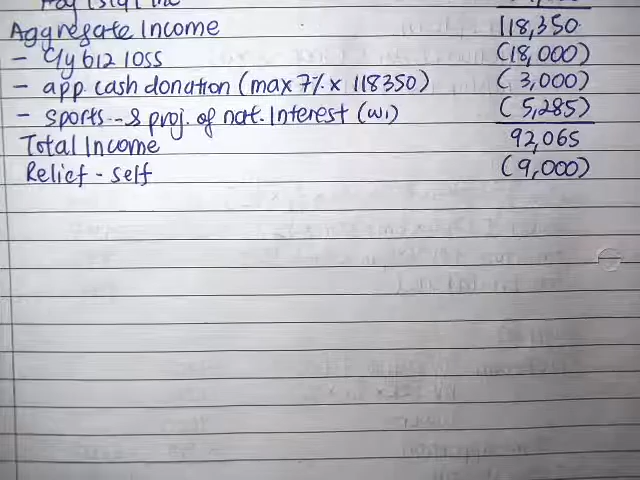 Aggregate Income 118,350
- C/y biz loss (18,000)
- app. cash donation (max 7% x 118350) (3,000)
- sports -- & proj. of nat. Interest (w1) (5,285)
Total Income 92,065
Relief - self (9,000)